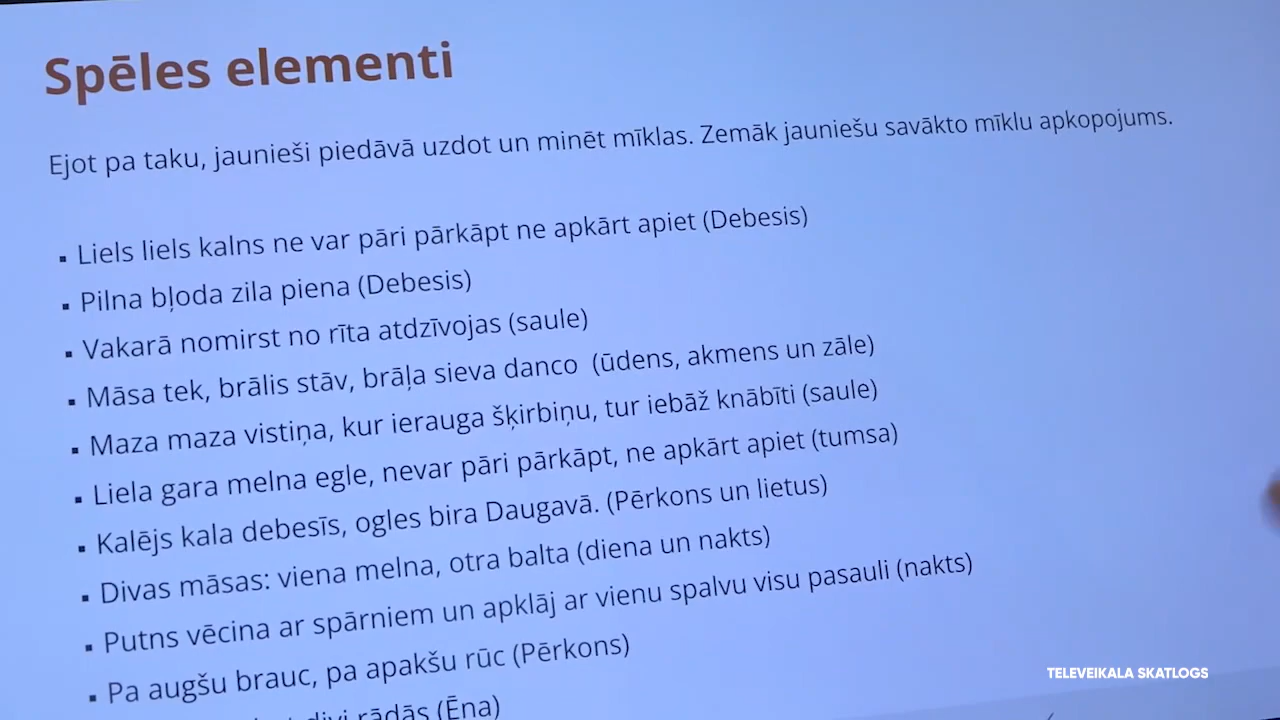 Spēles elementi
Ejot pa taku, jaunieši piedāvā uzdot un minēt mīklas. Zemāk jauniešu savākto mīklu apkopojums.
▪ Liels liels kalns ne var pāri pārkāpt ne apkārt apiet (Debesis)
▪ Pilna bļoda zila piena (Debesis)
▪ Vakarā nomirst no rīta atdzīvojas (saule)
▪ Māsa tek, brālis stāv, brāļa sieva danco (ūdens, akmens un zāle)
▪ Maza maza vistiņa, kur ierauga šķirbiņu, tur iebāž knābīti (saule)
▪ Liela gara melna egle, nevar pāri pārkāpt, ne apkārt apiet (tumsa)
▪ Kalējs kala debesīs, ogles bira Daugavā. (Pērkons un lietus)
▪ Divas māsas: viena melna, otra balta (diena un nakts)
▪ Putns vēcina ar spārniem un apklāj ar vienu spalvu visu pasauli (nakts)
▪ Pa augšu brauc, pa apakšu rūc (Pērkons)
divi rādās (Ēna)
TELEVEIKALA SKATLOGS